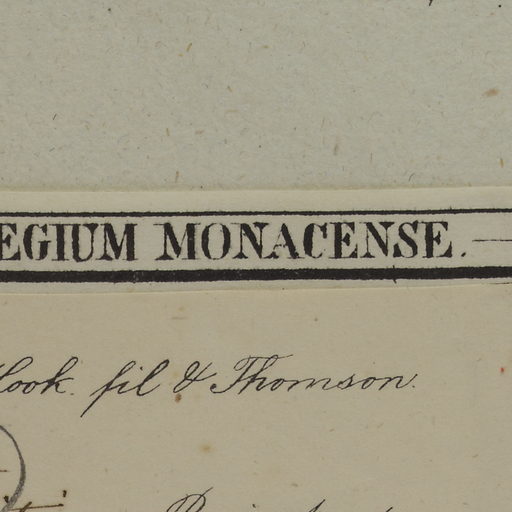 EGIUM MONACENSE.
Hook. fil & Thomson.